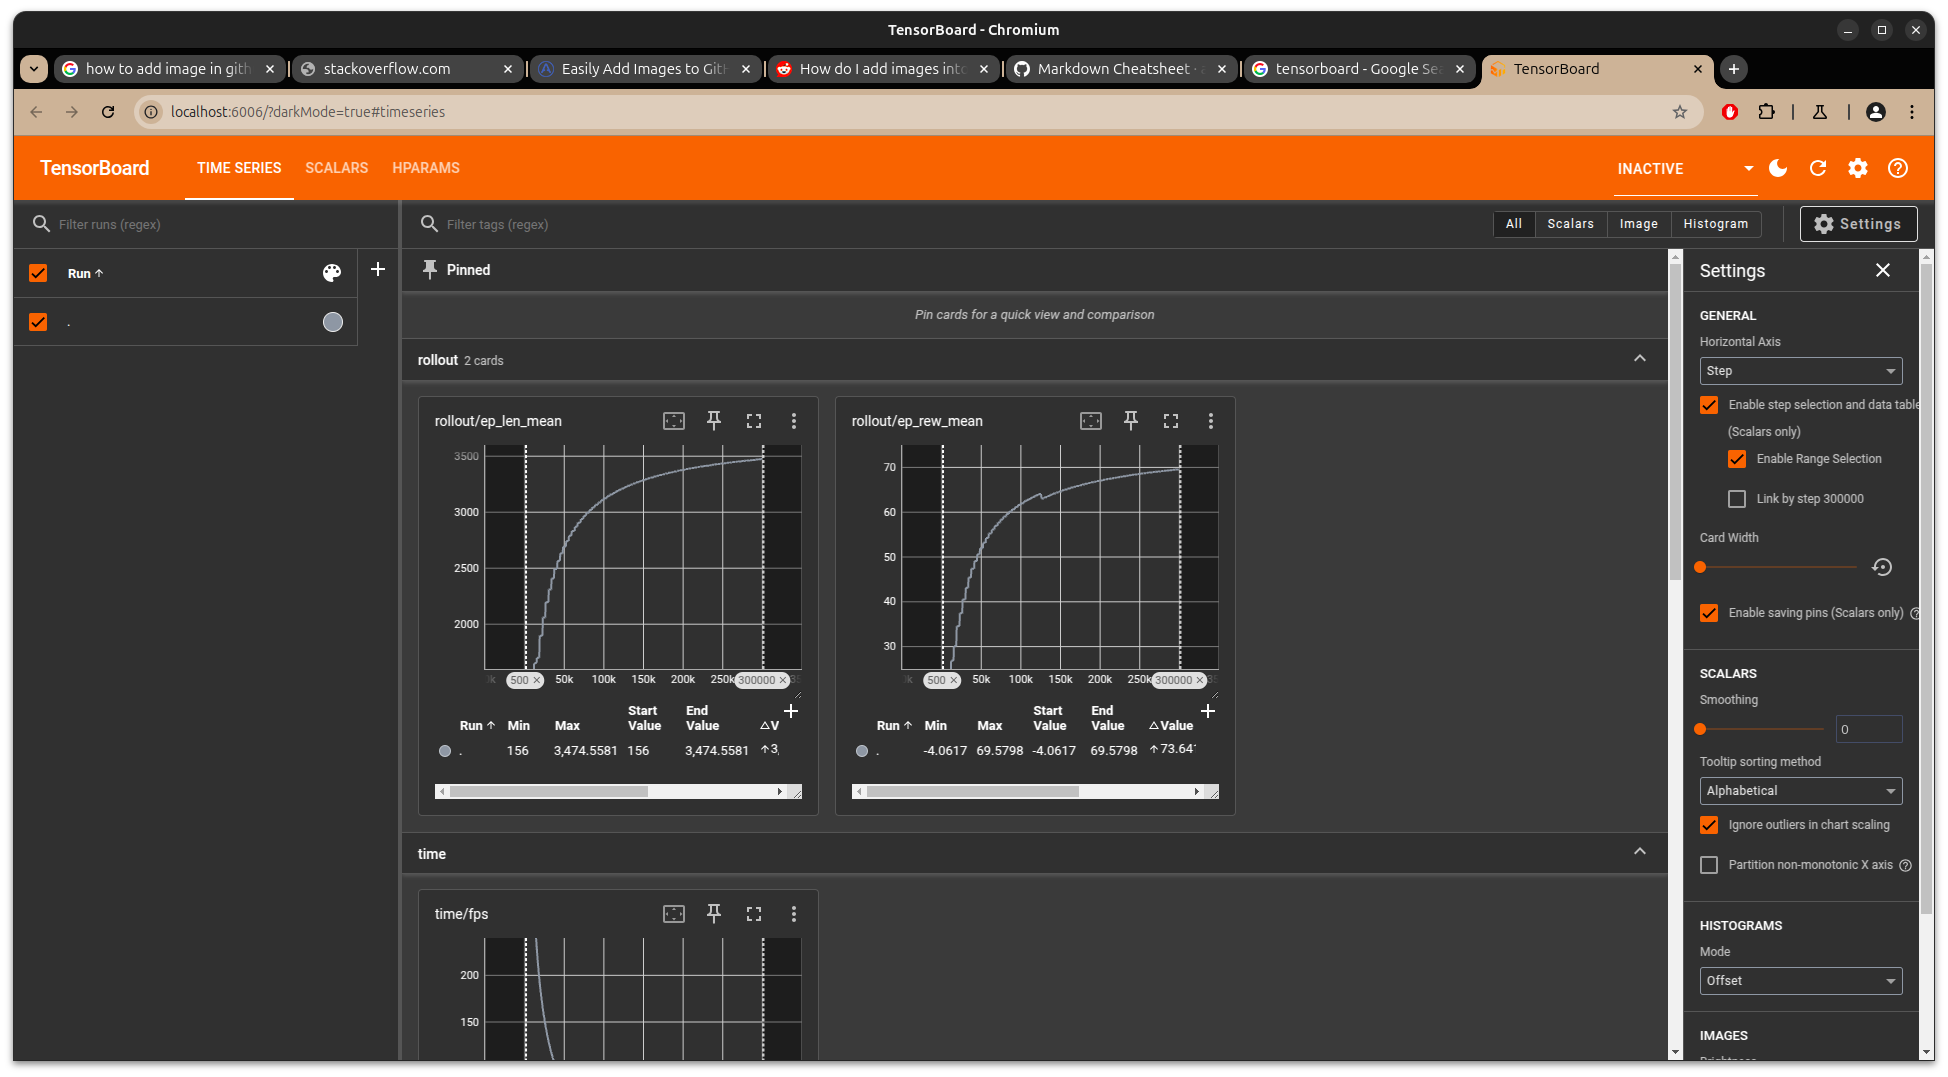 TensorBoard - Chromium
how to add image in gith
stackoverflow.com
Easily Add Images to Git
How do I add images into
Markdown Cheatsheet ·
tensorboard - Google Sea
TensorBoard
localhost:6006/?darkMode=true#timeseries
TensorBoard
TIME SERIES
SCALARS
HPARAMS
INACTIVE
Filter runs (regex)
Filter tags (regex)
All
Scalars
Image
Histogram
Settings
Run
.
Pinned
Pin cards for a quick view and comparison
rollout 2 cards
rollout/ep_len_mean
3500
3000
2500
2000
500
50k
100k
150k
200k
250k
300000
Run Min Max Start Value End Value △V
. 156 3,474.5581 156 3,474.5581 ↑3,
rollout/ep_rew_mean
70
60
50
40
30
500
50k
100k
150k
200k
250k
300000
Run Min Max Start Value End Value △Value
. -4.0617 69.5798 -4.0617 69.5798 ↑73.641
time
time/fps
200
150
Settings
GENERAL
Horizontal Axis
Step
Enable step selection and data table
(Scalars only)
Enable Range Selection
Link by step 300000
Card Width
Enable saving pins (Scalars only)
SCALARS
Smoothing
0
Tooltip sorting method
Alphabetical
Ignore outliers in chart scaling
Partition non-monotonic X axis
HISTOGRAMS
Mode
Offset
IMAGES